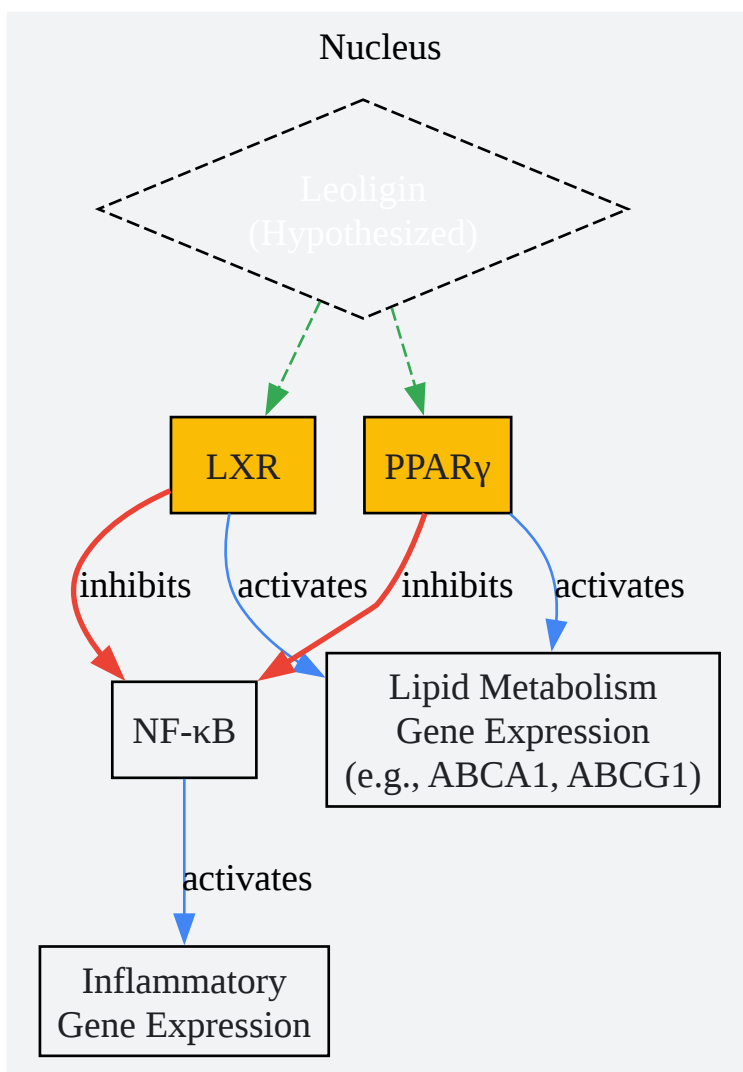 Nucleus
Leoligin
(Hypothesized)
LXR
PPARγ
inhibits
activates
inhibits
activates
NF-κB
Lipid Metabolism
Gene Expression
(e.g., ABCA1, ABCG1)
activates
Inflammatory
Gene Expression